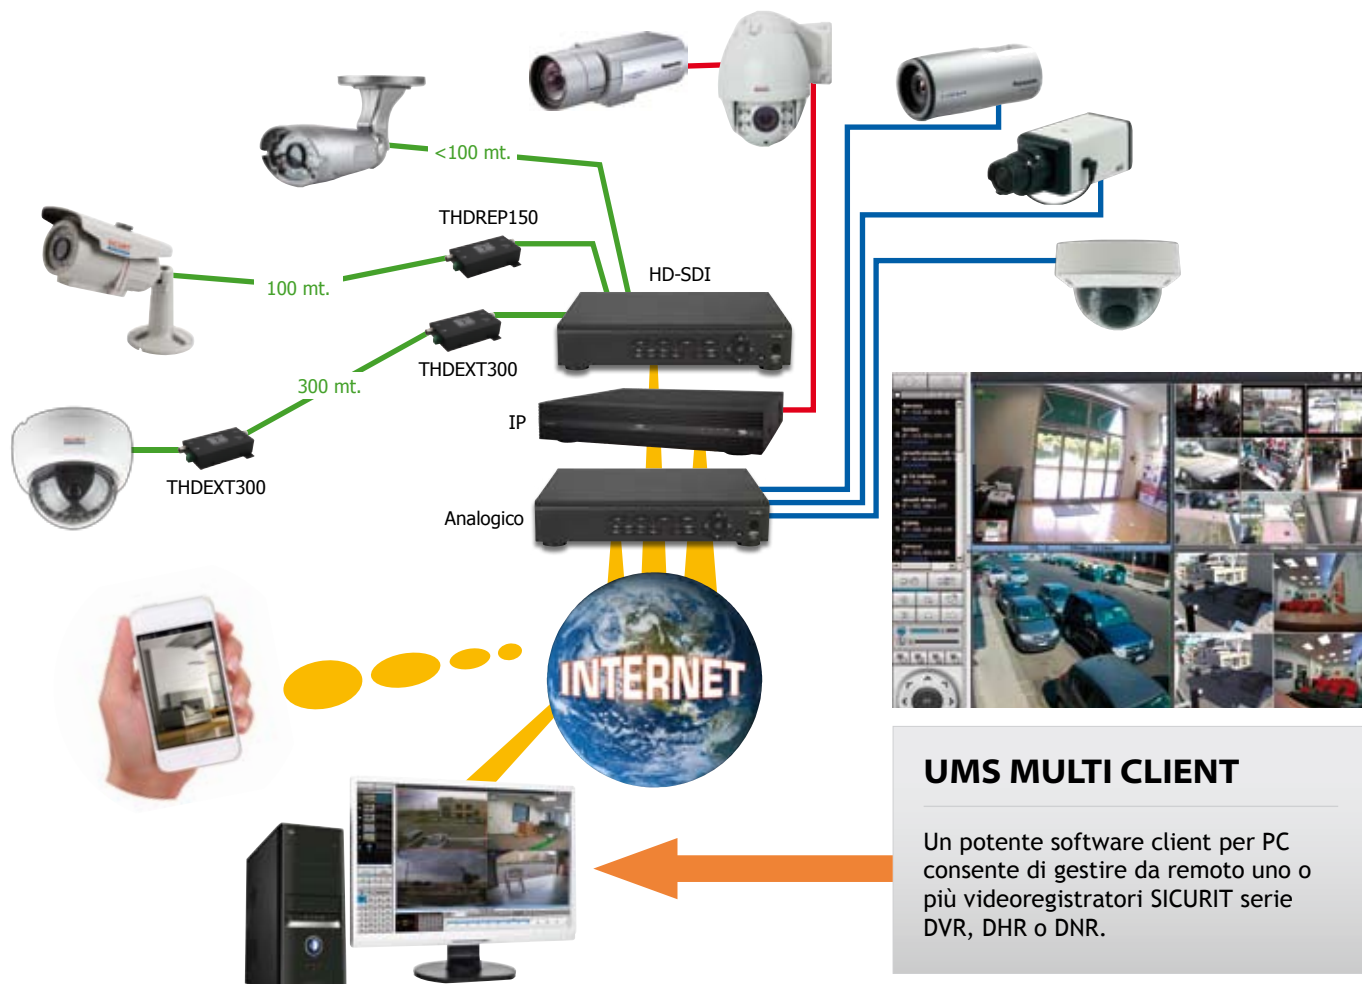 <100 mt.
THDREP150
HD-SDI
100 mt.
THDEXT300
300 mt.
IP
THDEXT300
Analogico
INTERNET
UMS MULTI CLIENT
Un potente software client per PC
consente di gestire da remoto uno o
più videoregistratori SICURIT serie
DVR, DHR o DNR.